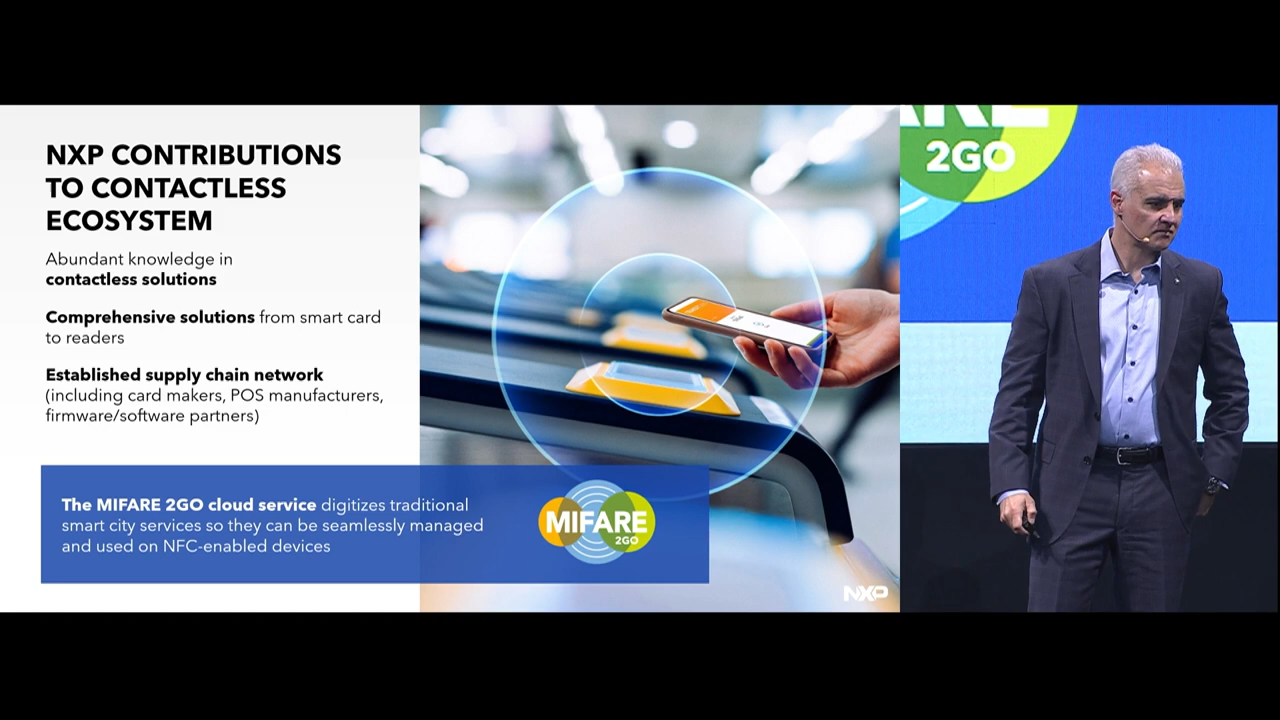 NXP CONTRIBUTIONS
TO CONTACTLESS
ECOSYSTEM
Abundant knowledge in
contactless solutions
Comprehensive solutions from smart card
to readers
Established supply chain network
(including card makers, POS manufacturers,
firmware/software partners)
The MIFARE 2GO cloud service digitizes traditional
smart city services so they can be seamlessly managed
and used on NFC-enabled devices
MIFARE
2GO
NXP
ARE
2GO